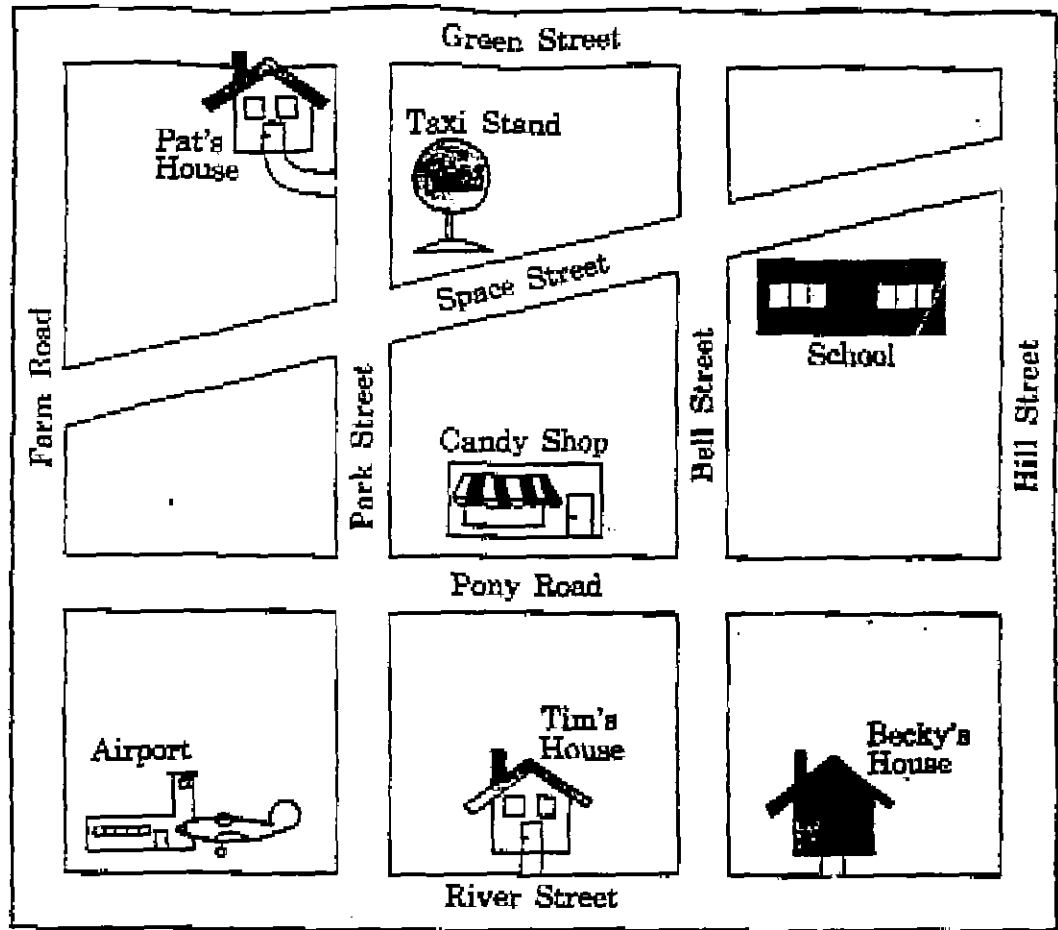 Green Street
Pat's
House
Taxi Stand
Space Street
School
Farm Road
Park Street
Bell Street
Hill Street
Candy Shop
Pony Road
Airport
Tim's
House
Becky's
House
River Street